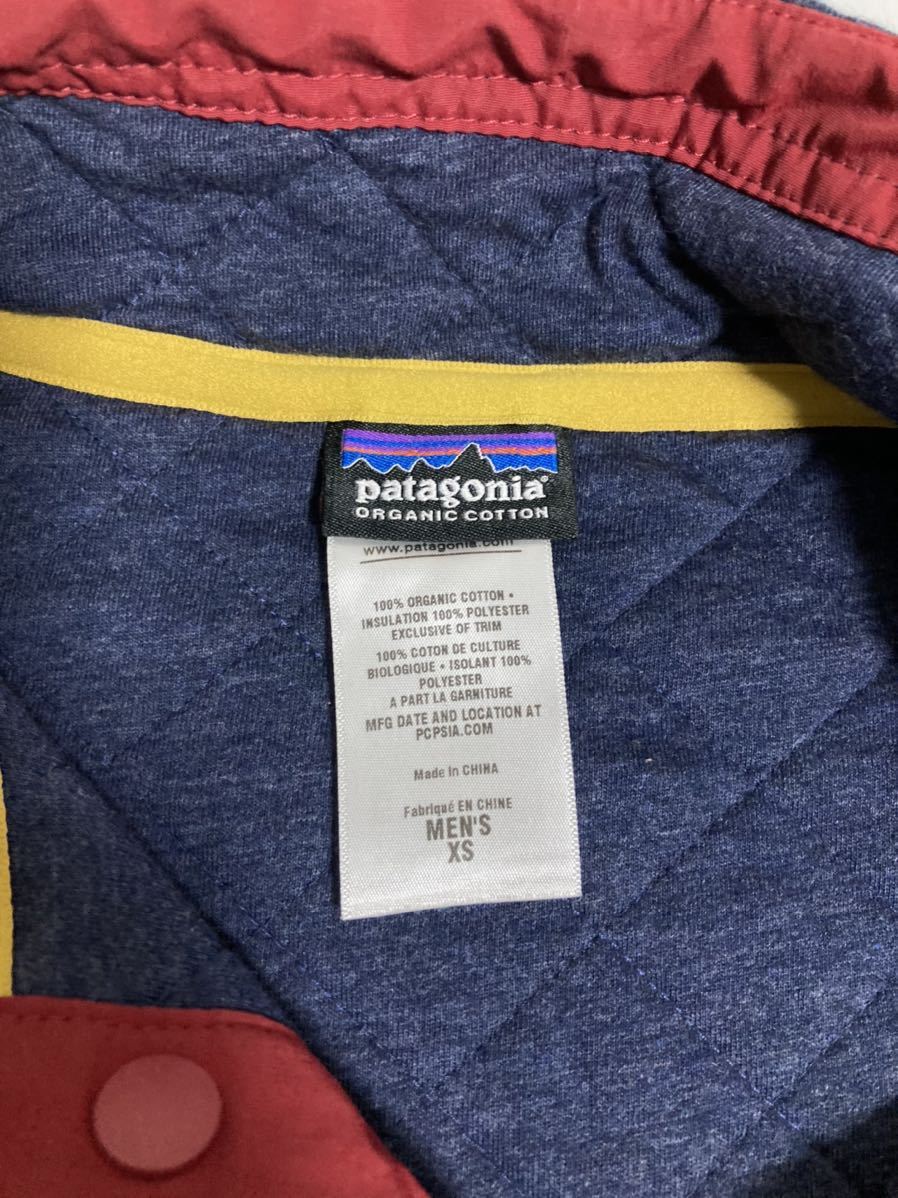 patagonia®
ORGANIC COTTON
www.patagonia.com
100% ORGANIC COTTON •
INSULATION 100% POLYESTER
EXCLUSIVE OF TRIM
100% COTON DE CULTURE
BIOLOGIQUE • ISOLANT 100%
POLYESTER
A PART LA GARNITURE
MFG DATE AND LOCATION AT
PCPSIA.COM
Made in CHINA
Fabriqué EN CHINE
MEN'S
XS